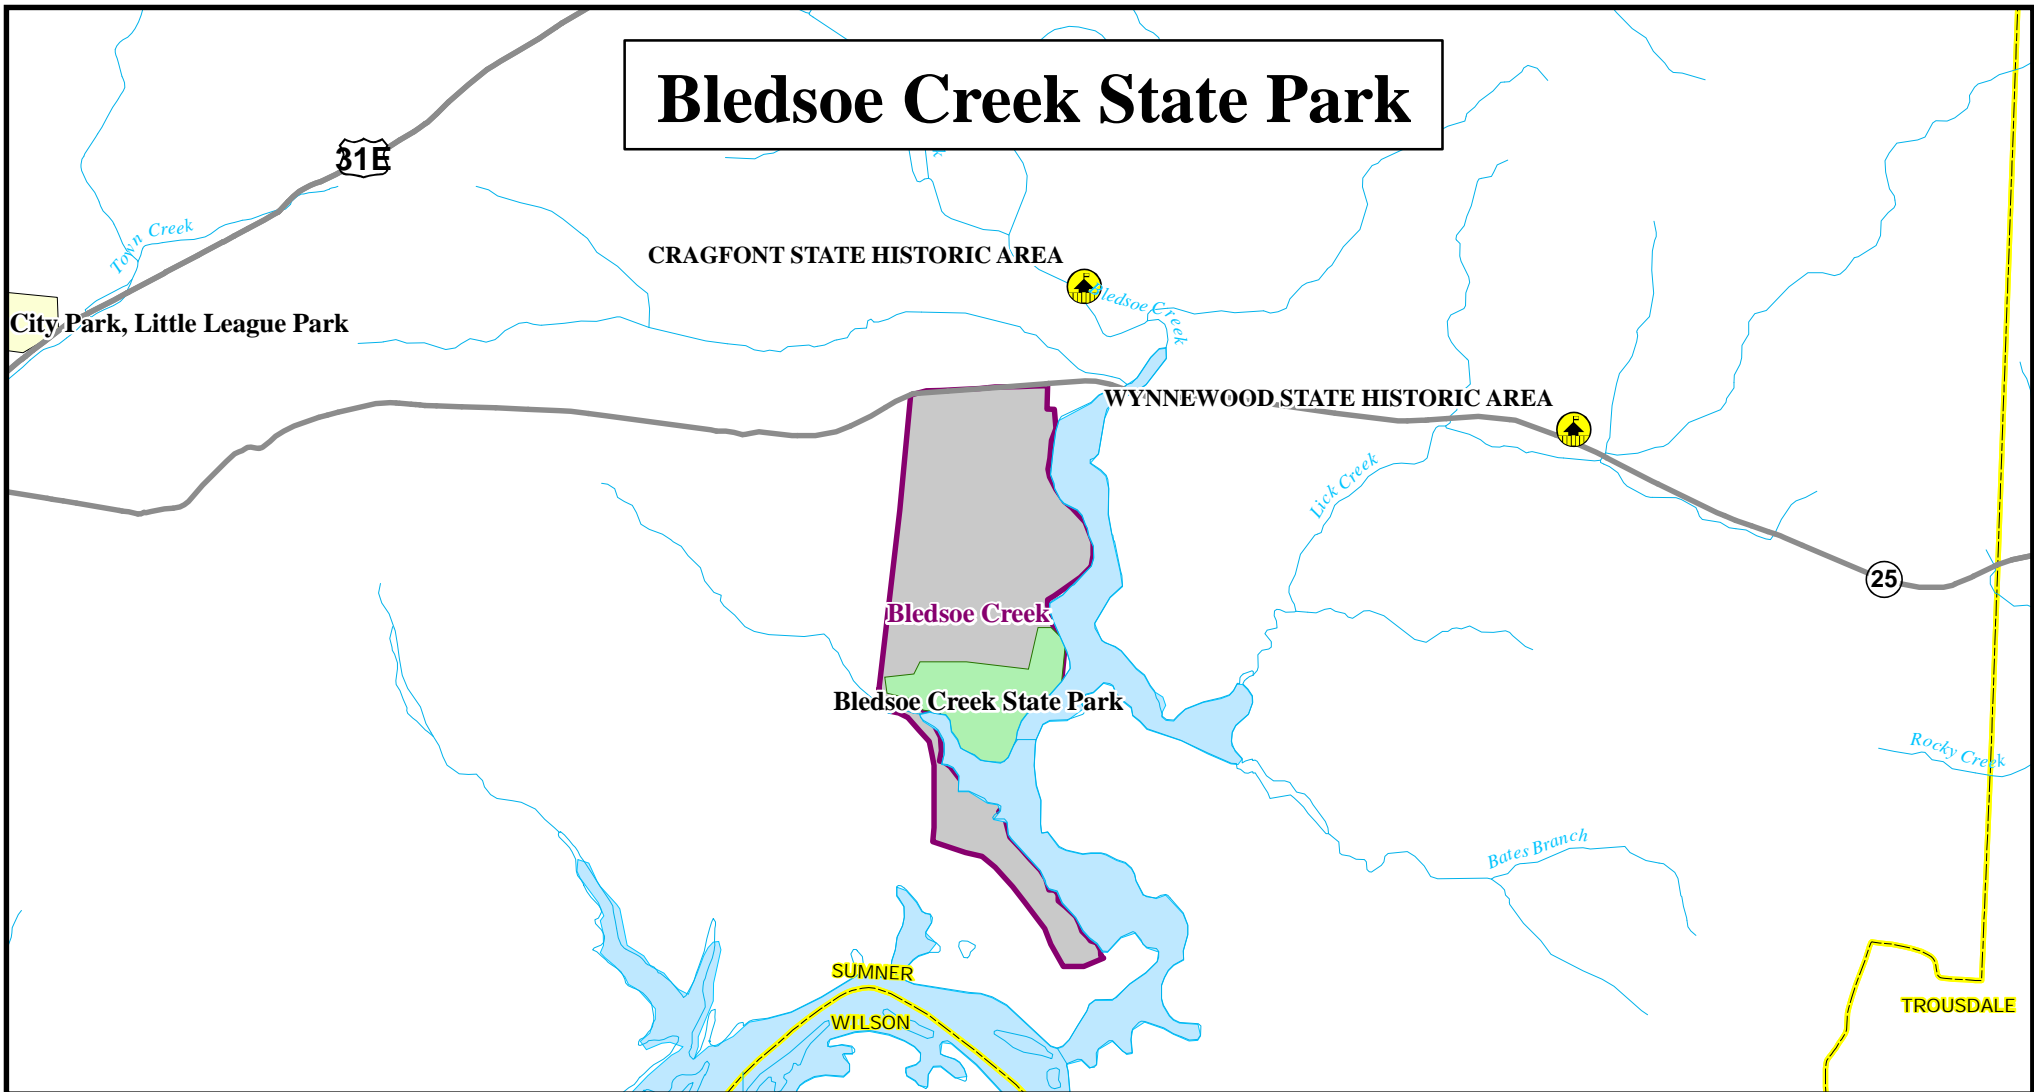 Bledsoe Creek State Park
31E
Town Creek
CRAGFONT STATE HISTORIC AREA
Bledsoe Creek
City Park, Little League Park
WYNNEWOOD STATE HISTORIC AREA
Lick Creek
25
Bledsoe Creek
Bledsoe Creek State Park
Rocky Creek
Bates Branch
SUMNER
WILSON
TROUSDALE